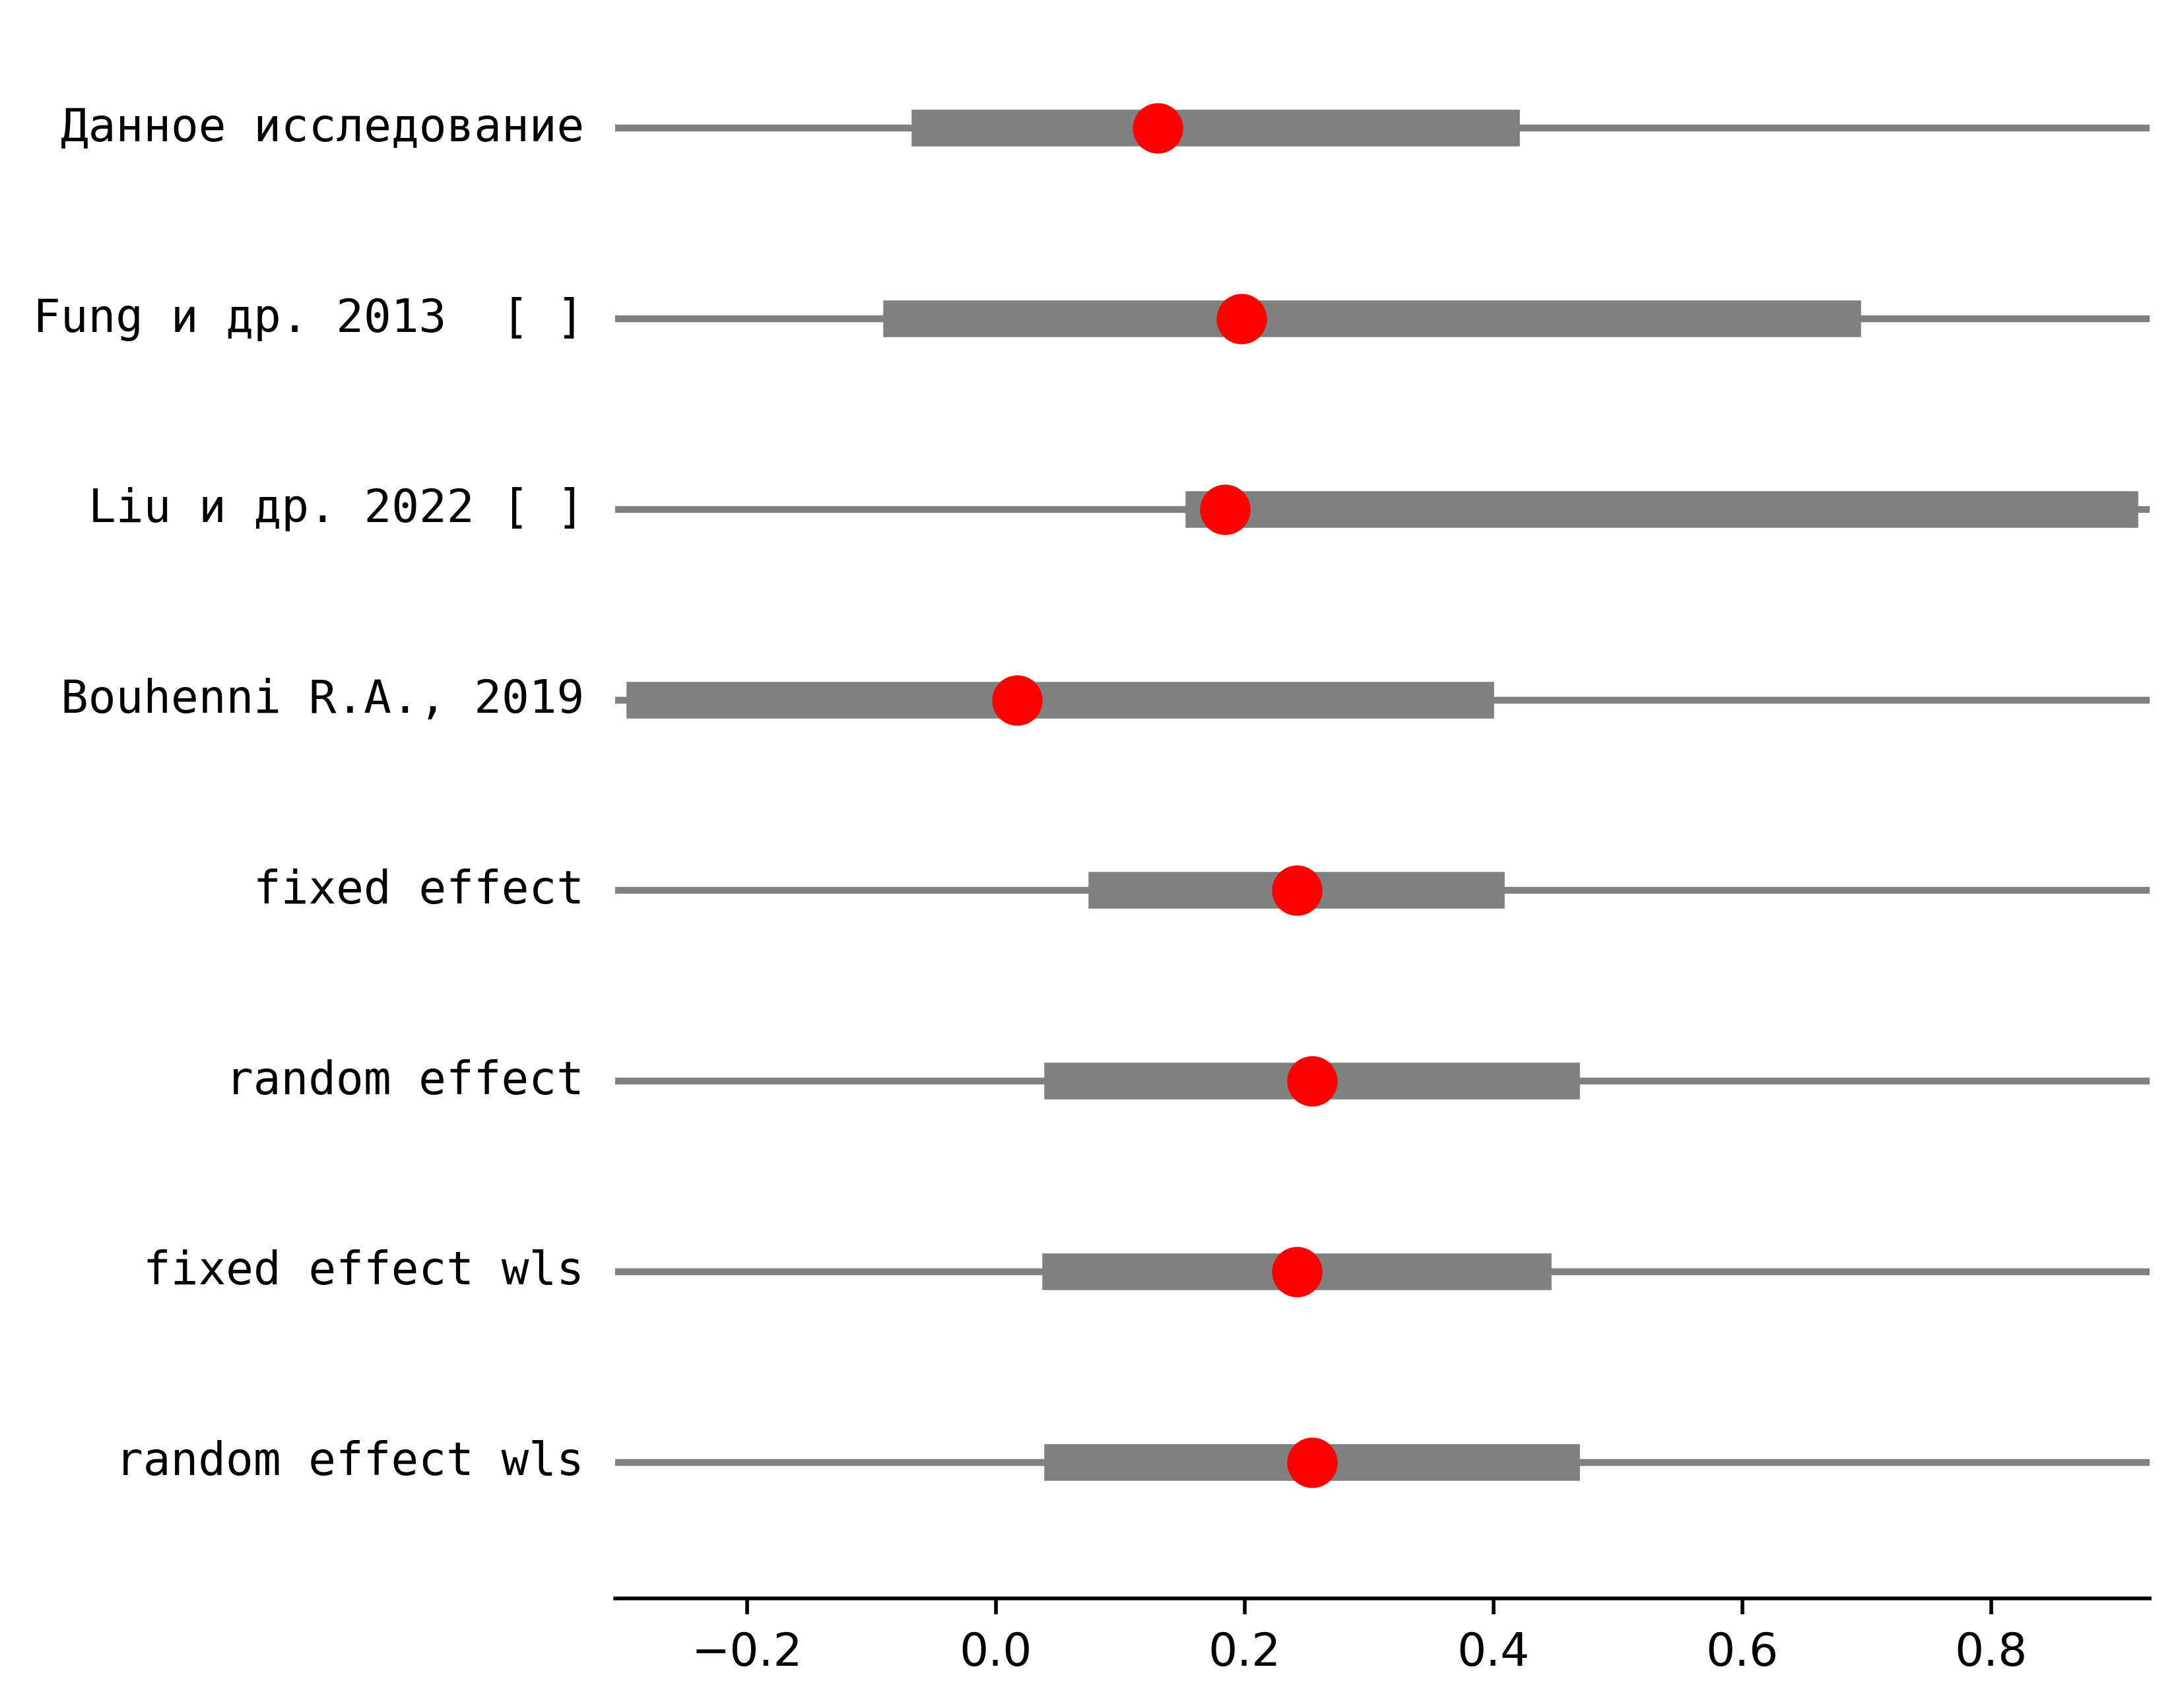 Данное исследование
Fung и др. 2013  [ ]
Liu и др. 2022 [ ]
Bouhenni R.A., 2019
fixed effect
random effect
fixed effect wls
random effect wls
−0.2 0.0 0.2 0.4 0.6 0.8